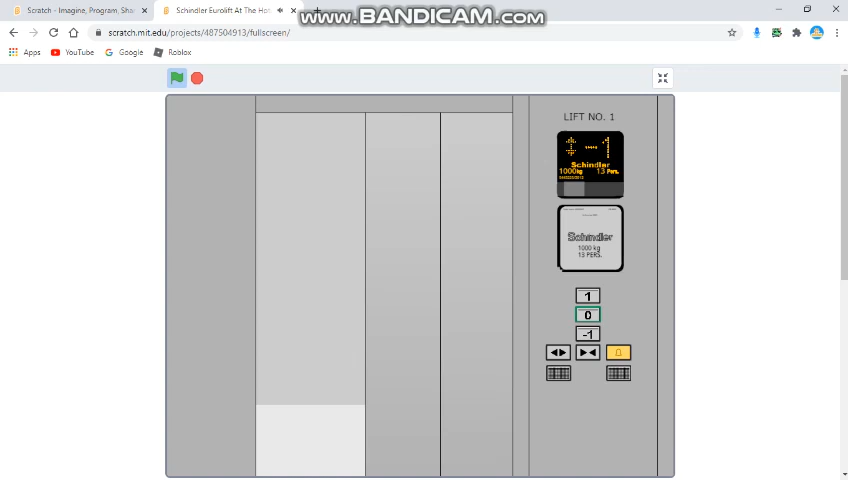 Scratch - Imagine, Program, Shar
Schindler Eurolift At The Hot
www.BANDICAM.com
scratch.mit.edu/projects/487504913/fullscreen/
Apps
YouTube
Google
Roblox
LIFT NO. 1
-1
Schindler
1000kg 13 Pers.
Schindler
1000 kg
13 PERS.
1
0
-1